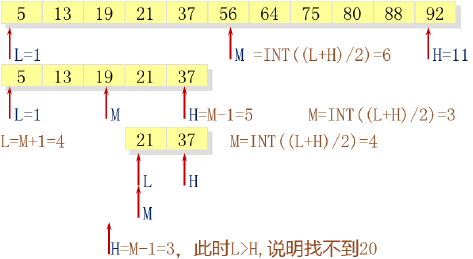 5 13 19 21 37 56 64 75 80 88 92
L=1 M =INT((L+H)/2)=6 H=11
5 13 19 21 37
L=1 M H=M-1=5 M=INT((L+H)/2)=3
L=M+1=4 21 37 M=INT((L+H)/2)=4
L H
M
H=M-1=3, 此时L>H,说明找不到20